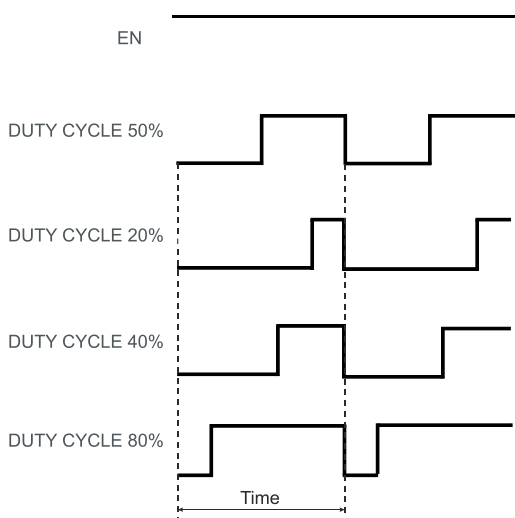 EN
DUTY CYCLE 50%
DUTY CYCLE 20%
DUTY CYCLE 40%
DUTY CYCLE 80%
Time